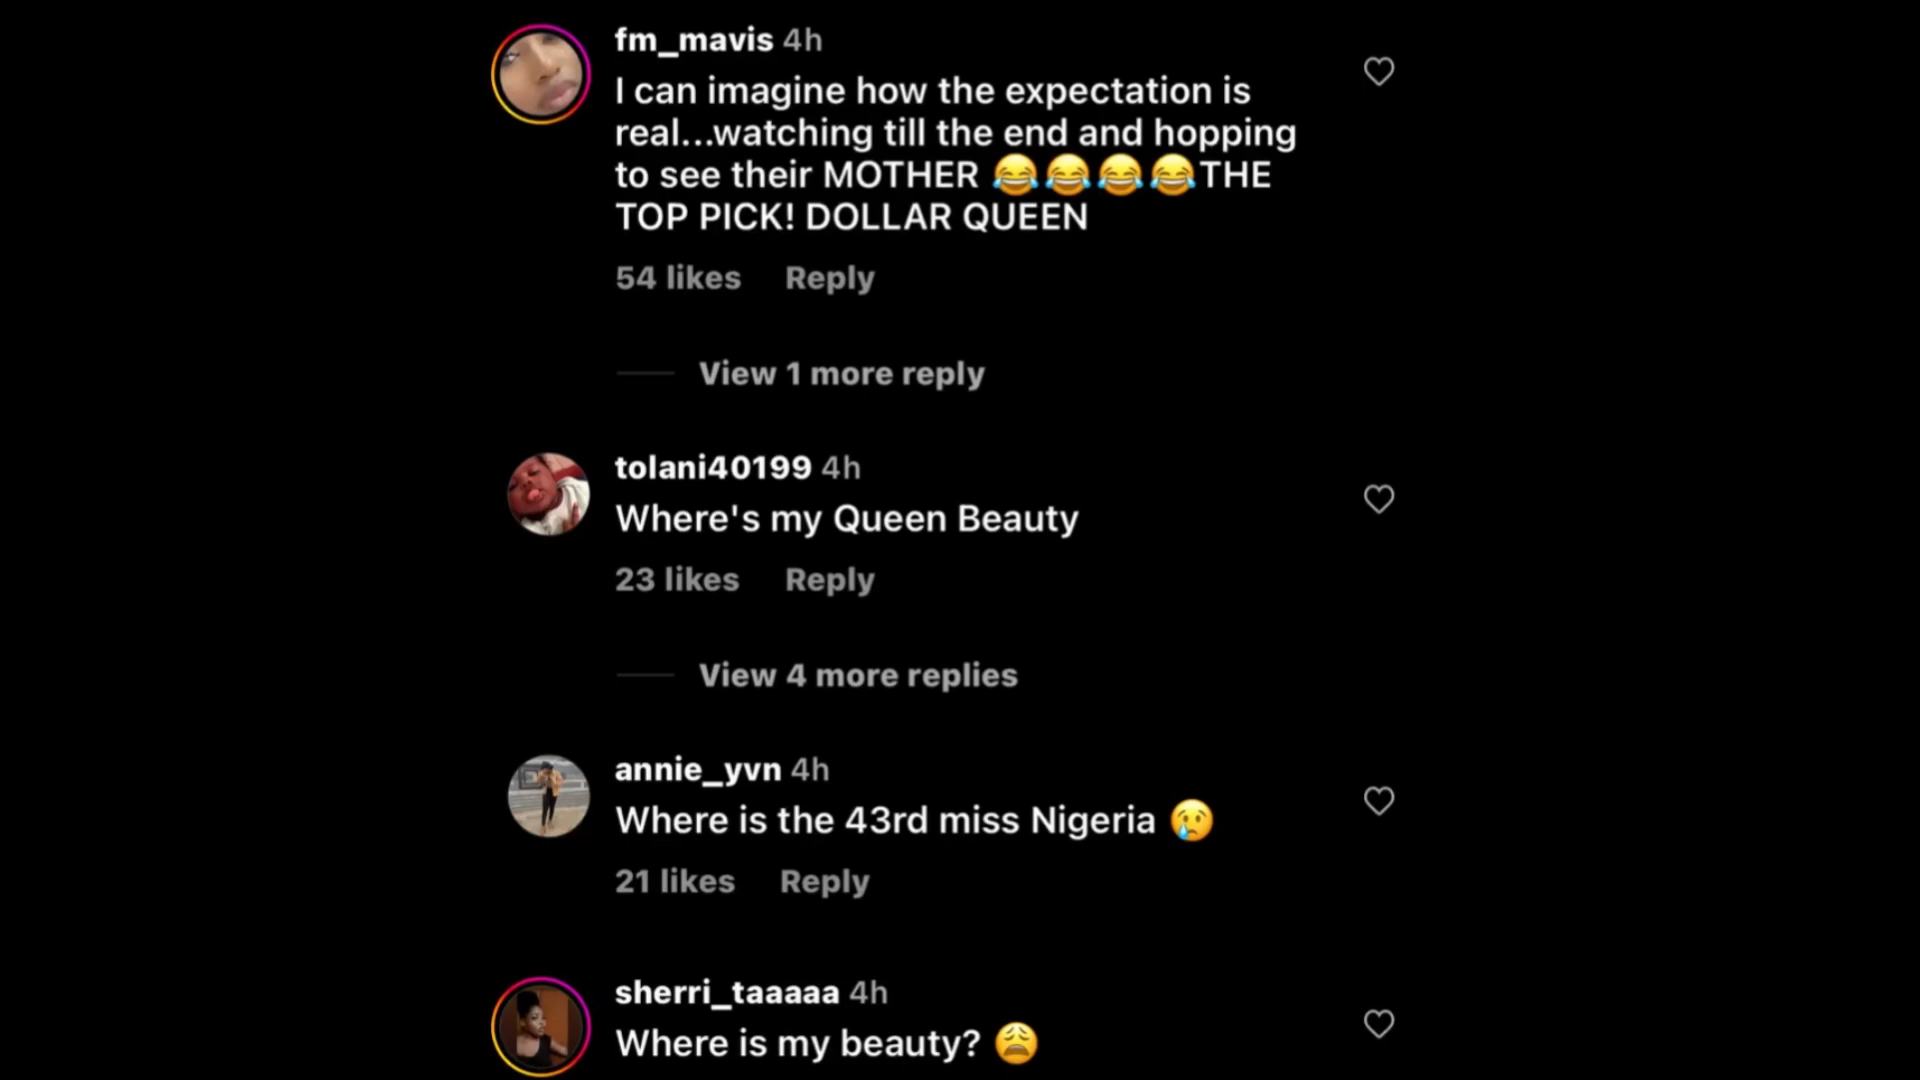 fm_mavis 4h
I can imagine how the expectation is
real...watching till the end and hopping
to see their MOTHER 😂😂😂😂THE
TOP PICK! DOLLAR QUEEN
54 likes Reply
View 1 more reply
tolani40199 4h
Where's my Queen Beauty
23 likes Reply
View 4 more replies
annie_yvn 4h
Where is the 43rd miss Nigeria 😢
21 likes Reply
sherri_taaaaa 4h
Where is my beauty? 😩